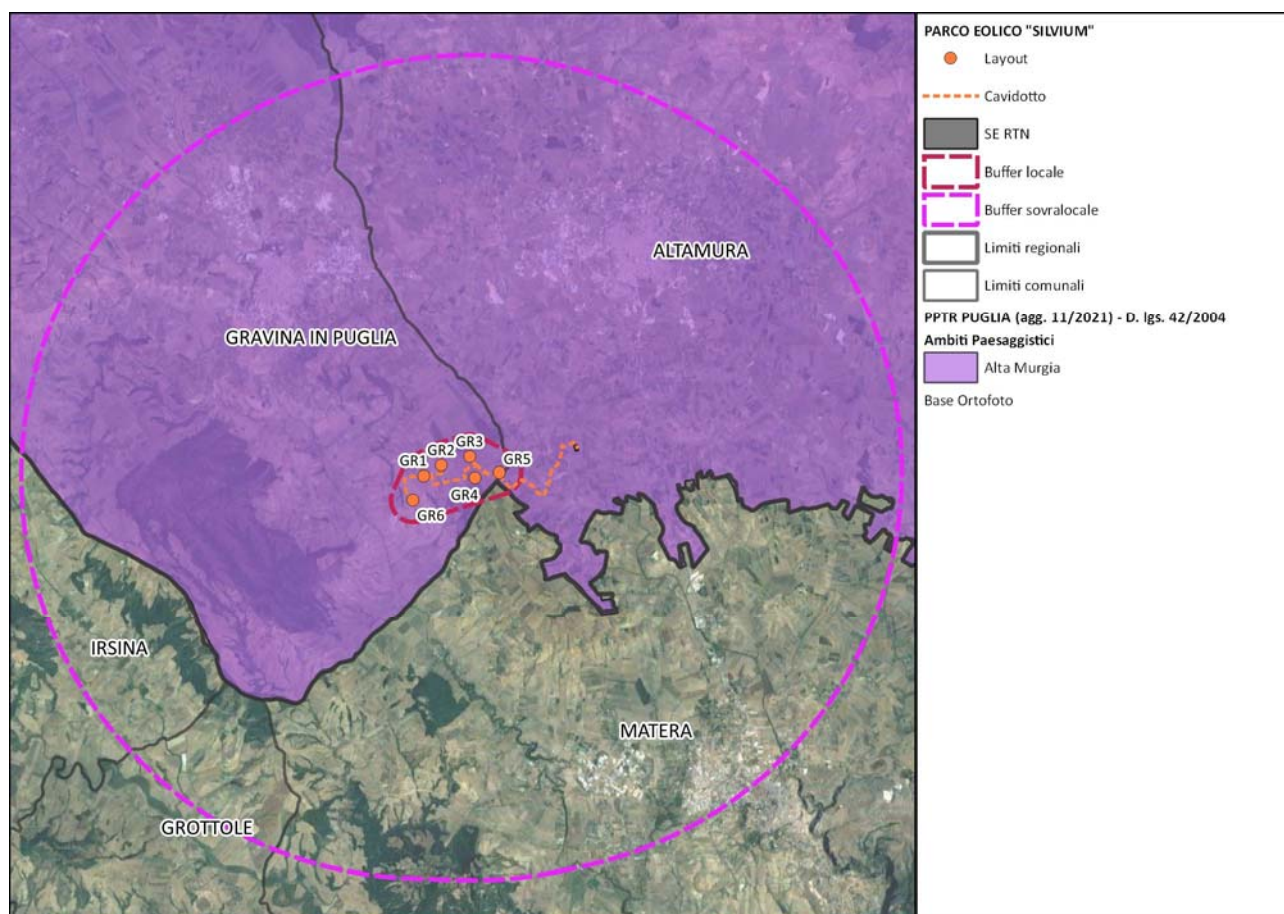 ALTAMURA
GRAVINA IN PUGLIA
GR3
GR2
GR1
GR5
GR4
GR6
IRSINA
MATERA
GROTTOLE
PARCO EOLICO "SILVIUM"
Layout
Cavidotto
SE RTN
Buffer locale
Buffer sovralocale
Limiti regionali
Limiti comunali
PPTR PUGLIA (agg. 11/2021) - D. lgs. 42/2004
Ambiti Paesaggistici
Alta Murgia
Base Ortofoto